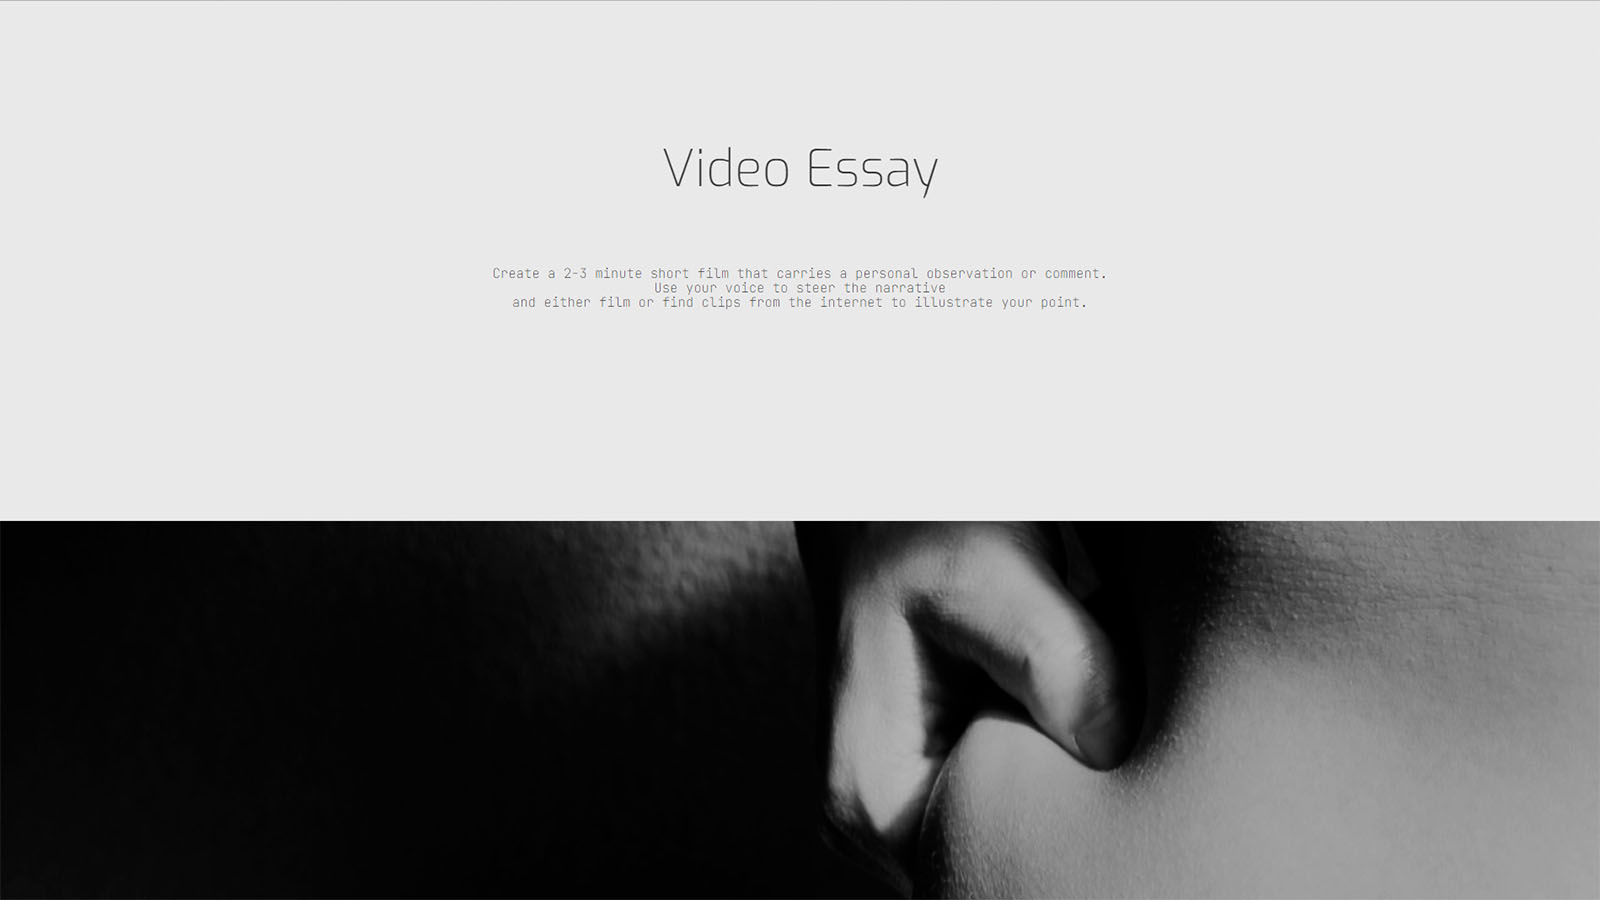 Video Essay
Create a 2-3 minute short film that carries a personal observation or comment.
Use your voice to steer the narrative
and either film or find clips from the internet to illustrate your point.